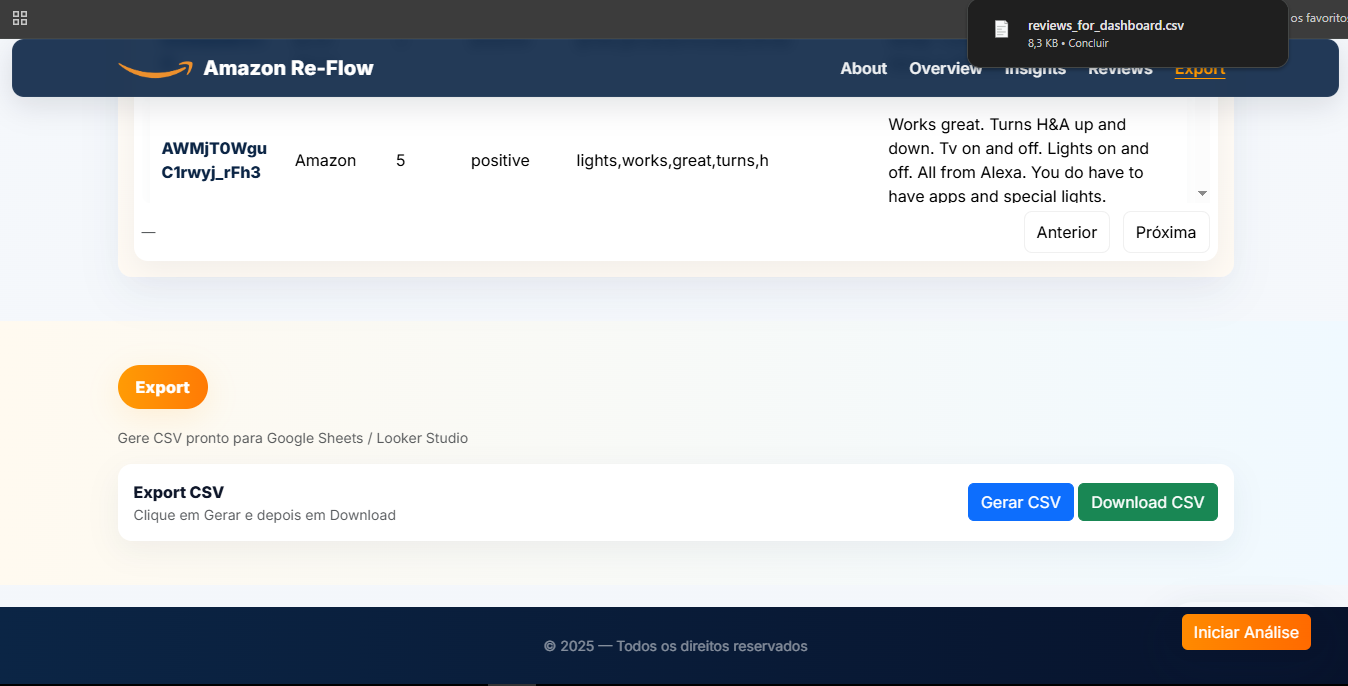 os favoritos
reviews_for_dashboard.csv
8,3 KB • Concluir
Amazon Re-Flow
About Overview Insights Reviews Export
AWMjT0Wgu
C1rwyj_rFh3
Amazon 5 positive lights,works,great,turns,h
Works great. Turns H&A up and
down. Tv on and off. Lights on and
off. All from Alexa. You do have to
have apps and special lights.
—
Anterior Próxima
Export
Gere CSV pronto para Google Sheets / Looker Studio
Export CSV
Clique em Gerar e depois em Download
Gerar CSV Download CSV
© 2025 — Todos os direitos reservados
Iniciar Análise